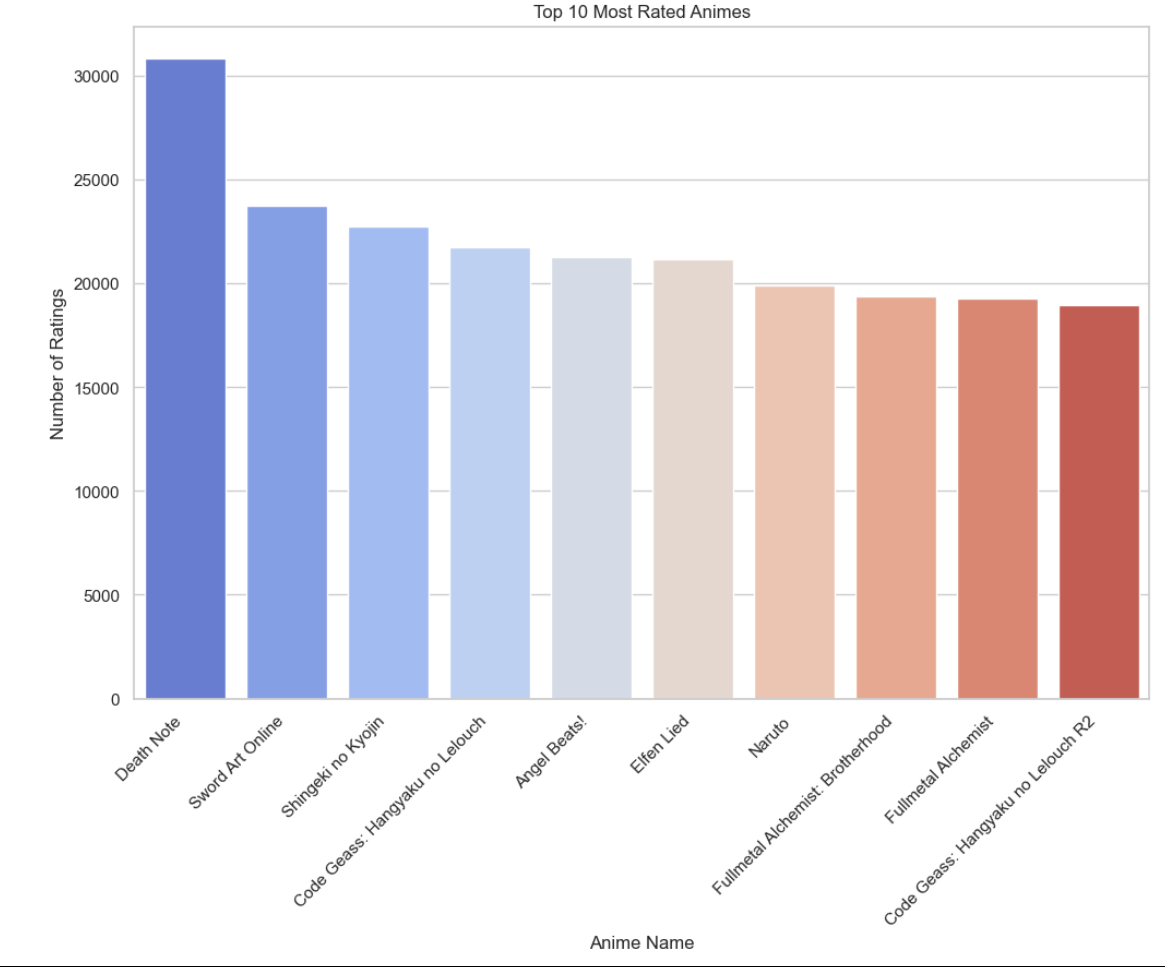 Top 10 Most Rated Animes
Number of Ratings
30000
25000
20000
15000
10000
5000
0
Death Note
Sword Art Online
Shingeki no Kyojin
Code Geass: Hangyaku no Lelouch
Angel Beats!
Elfen Lied
Naruto
Fullmetal Alchemist: Brotherhood
Fullmetal Alchemist
Code Geass: Hangyaku no Lelouch R2
Anime Name